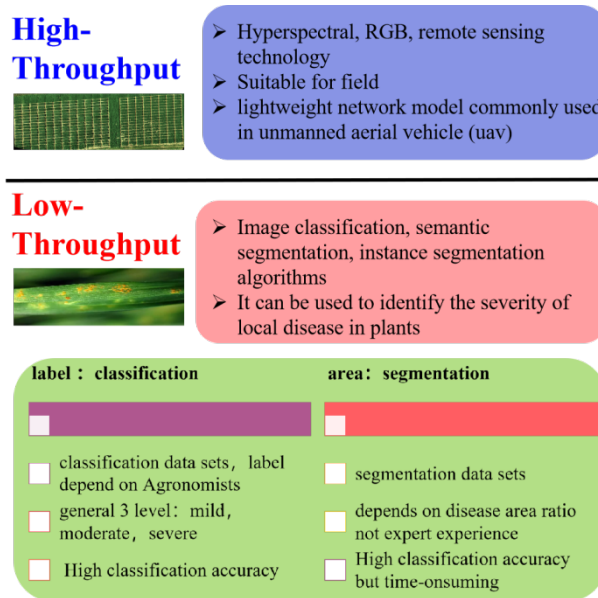 High-
Throughput
➢ Hyperspectral, RGB, remote sensing
technology
➢ Suitable for field
➢ lightweight network model commonly used
in unmanned aerial vehicle (uav)
Low-
Throughput
➢ Image classification, semantic
segmentation, instance segmentation
algorithms
➢ It can be used to identify the severity of
local disease in plants
label： classification
classification data sets， label
depend on Agronomists
general 3 level： mild，
moderate，severe
High classification accuracy
area： segmentation
segmentation data sets
depends on disease area ratio
not expert experience
High classification accuracy
but time-onsuming